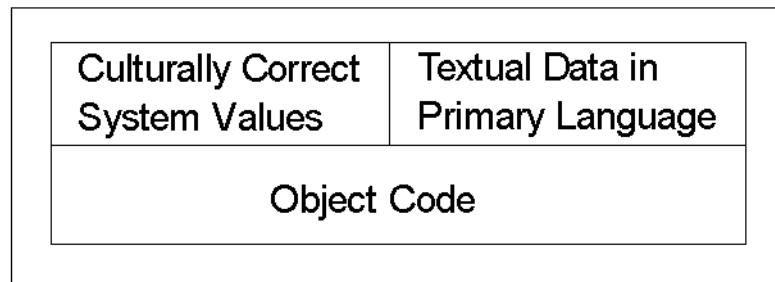 Culturally Correct
System Values
Textual Data in
Primary Language
Object Code